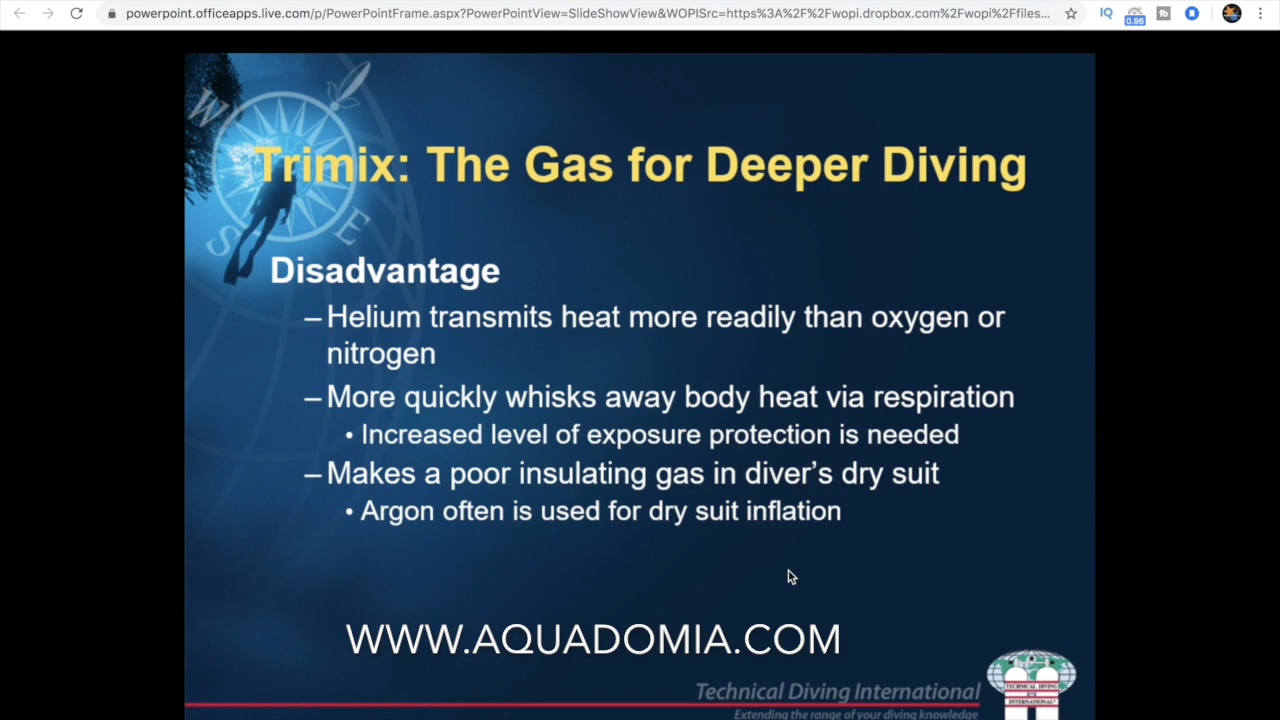 powerpoint.officeapps.live.com/p/PowerPointFrame.aspx?PowerPointView=SlideShowView&WOPISrc=https%3A%2F%2Fwopi.dropbox.com%2Fwopi%2Ffiles...
IQ
0.96
tb
W
S
E
Trimix: The Gas for Deeper Diving
Disadvantage
– Helium transmits heat more readily than oxygen or
nitrogen
– More quickly whisks away body heat via respiration
• Increased level of exposure protection is needed
– Makes a poor insulating gas in diver’s dry suit
• Argon often is used for dry suit inflation
WWW.AQUADOMIA.COM
Technical Diving International
Extending the range of your diving knowledge
TECHNICAL DIVING
INTERNATIONAL